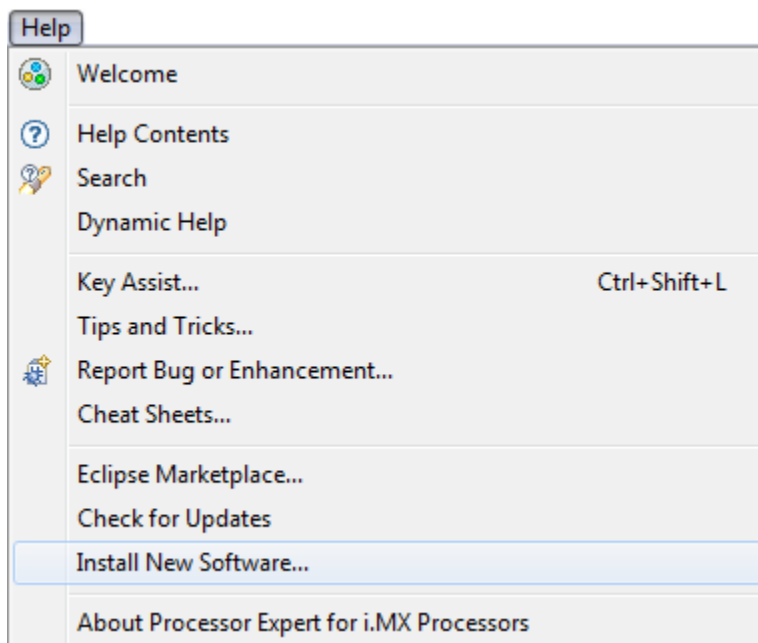 Help
Welcome
Help Contents
Search
Dynamic Help
Key Assist... Ctrl+Shift+L
Tips and Tricks...
Report Bug or Enhancement...
Cheat Sheets...
Eclipse Marketplace...
Check for Updates
Install New Software...
About Processor Expert for i.MX Processors